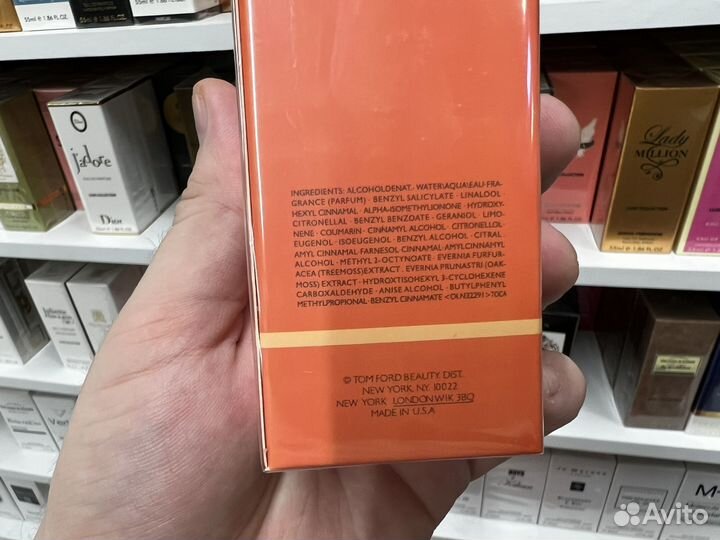 INGREDIENTS: ALCOHOLDENAT. WATER\AQUA\EAU-FRA-
GRANCE (PARFUM) · BENZYL SALICYLATE · LINALOOL ·
HEXYL CINNAMAL · ALPHA-ISOMETHYLIONONE · HYDROXY-
CITRONELLAL · BENZYL BENZOATE · GERANIOL · LIMO-
NENE · COUMARIN · CINNAMYL ALCOHOL · CITRONELLOL·
EUGENOL · ISOEUGENOL · BENZYL ALCOHOL · CITRAL
AMYL CINNAMAL· FARNESOL· CINNAMAL·AMYLCINNAMYL
ALCOHOL · METHYL 2-OCTYNOATE · EVERNIA FURFUR-
ACEA (TREEMOSS) EXTRACT · EVERNIA PRUNASTRI (OAK-
MOSS) EXTRACT · HYDROXTISOHEXYL 3-CYCLOHEXENE
CARBOXALDEHYDE · ANISE ALCOHOL · BUTYLPHENYL
METHYLPROPIONAL · BENZYL CINNAMATE <OLN322291>TOCA
© TOM FORD BEAUTY, DIST.
NEW YORK, NY. 10022
NEW YORK LONDON W1K 3BQ
MADE IN U.S.A
j'adore
Dior
Lady
MILLION
Avito